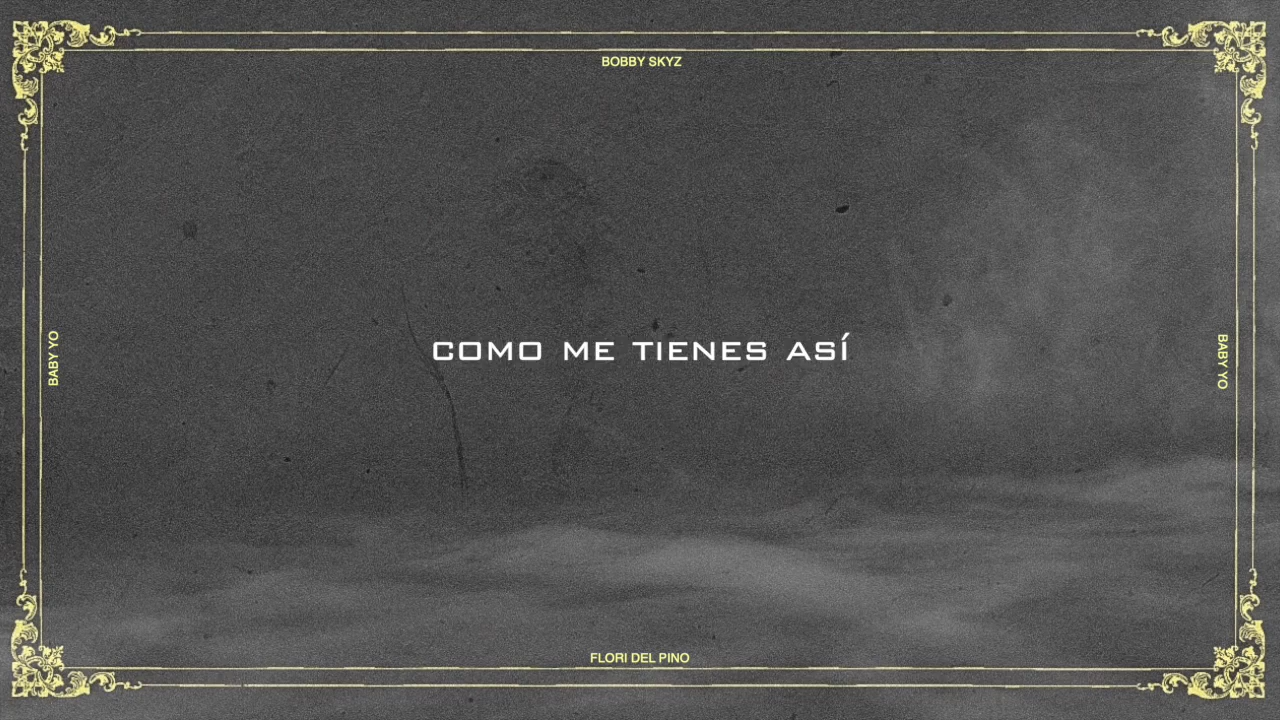 BOBBY SKYZ
BABY YO
COMO ME TIENES ASÍ
BABY YO
FLORI DEL PINO